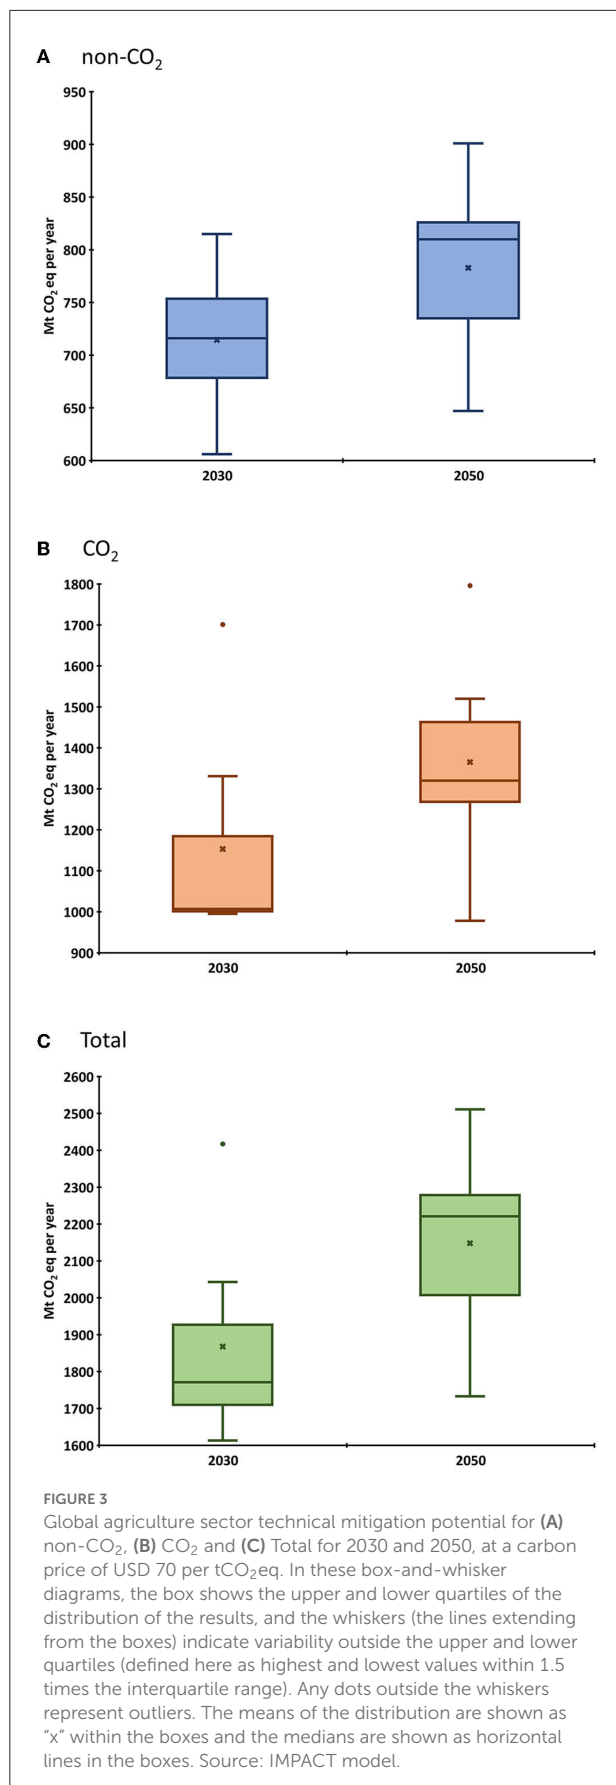 A non-CO₂
950
900
850
800
750
700
650
600
Mt CO₂ eq per year
2030 2050
B CO₂
1800
1700
1600
1500
1400
1300
1200
1100
1000
900
Mt CO₂ eq per year
2030 2050
C Total
2600
2500
2400
2300
2200
2100
2000
1900
1800
1700
1600
Mt CO₂ eq per year
2030 2050
FIGURE 3
Global agriculture sector technical mitigation potential for (A)
non-CO₂, (B) CO₂ and (C) Total for 2030 and 2050, at a carbon
price of USD 70 per tCO₂eq. In these box-and-whisker
diagrams, the box shows the upper and lower quartiles of the
distribution of the results, and the whiskers (the lines extending
from the boxes) indicate variability outside the upper and lower
quartiles (defined here as highest and lowest values within 1.5
times the interquartile range). Any dots outside the whiskers
represent outliers. The means of the distribution are shown as
“x” within the boxes and the medians are shown as horizontal
lines in the boxes. Source: IMPACT model.